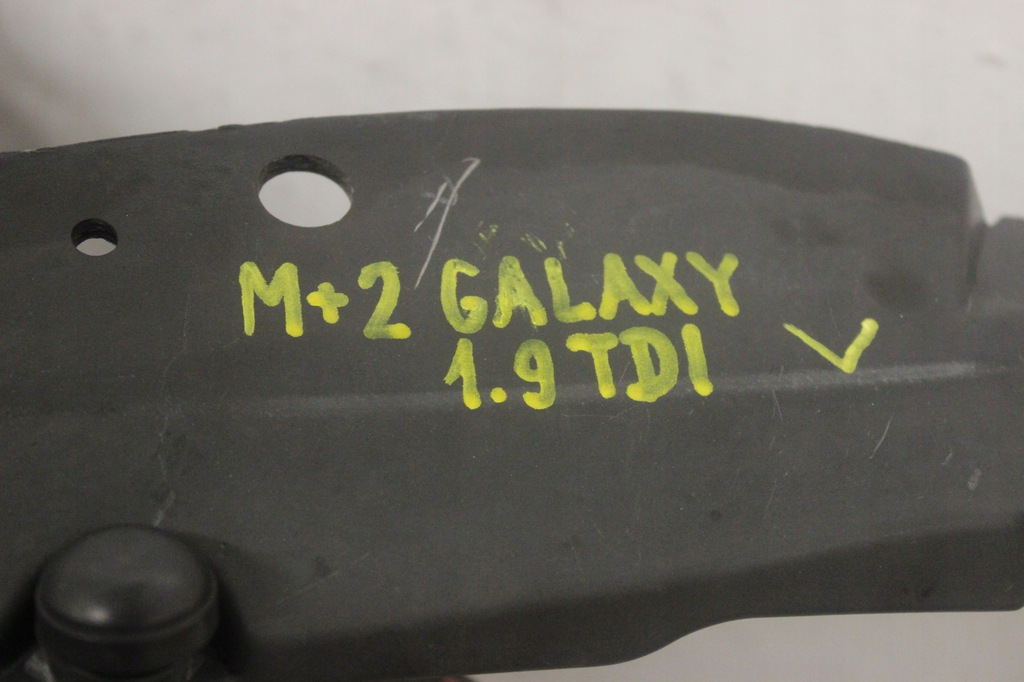 M+2 GALAXY
1.9 TDI V